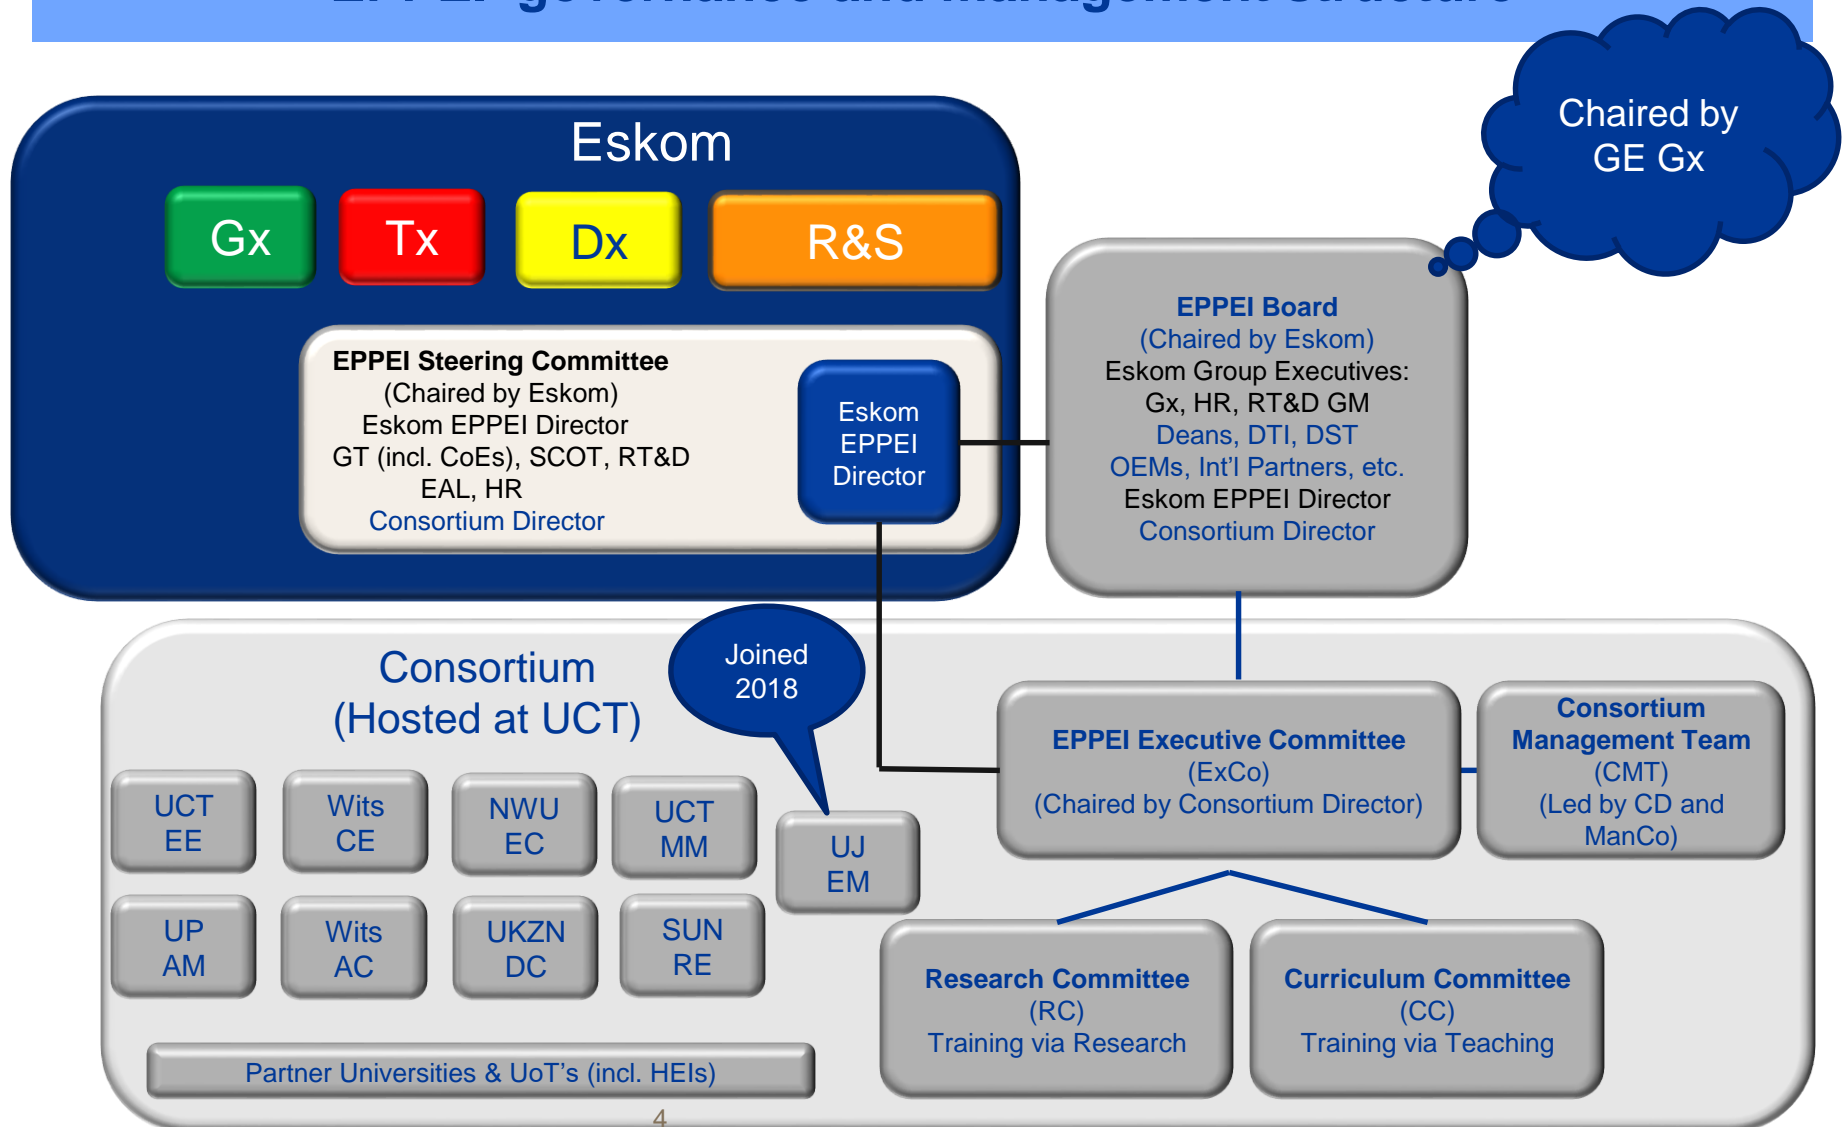 EPPEI governance and management structure
Chaired by
GE Gx
Eskom
Gx
Tx
Dx
R&S
EPPEI Steering Committee
(Chaired by Eskom)
Eskom EPPEI Director
GT (incl. CoEs), SCOT, RT&D
EAL, HR
Consortium Director
Eskom
EPPEI
Director
EPPEI Board
(Chaired by Eskom)
Eskom Group Executives:
Gx, HR, RT&D GM
Deans, DTI, DST
OEMs, Int'l Partners, etc.
Eskom EPPEI Director
Consortium Director
Consortium
(Hosted at UCT)
Joined
2018
UCT
EE
Wits
CE
NWU
EC
UCT
MM
UJ
EM
UP
AM
Wits
AC
UKZN
DC
SUN
RE
Partner Universities & UoT's (incl. HEIs)
EPPEI Executive Committee
(ExCo)
(Chaired by Consortium Director)
Consortium
Management Team
(CMT)
(Led by CD and
ManCo)
Research Committee
(RC)
Training via Research
Curriculum Committee
(CC)
Training via Teaching
4